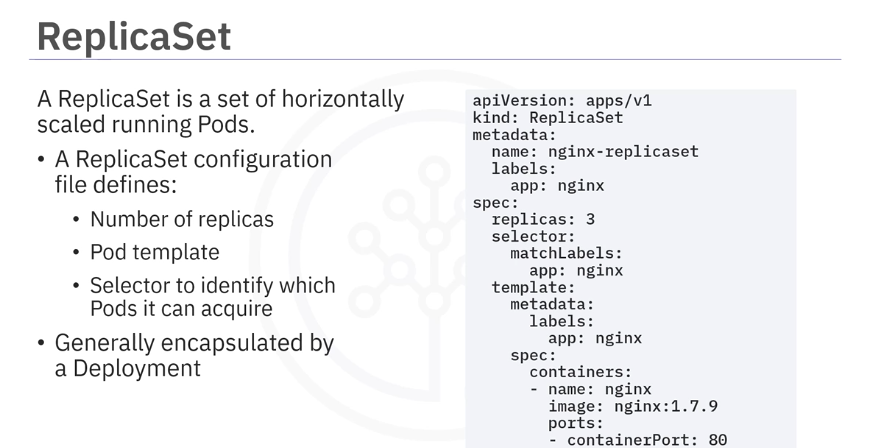 ReplicaSet
A ReplicaSet is a set of horizontally
scaled running Pods.
• A ReplicaSet configuration
file defines:
• Number of replicas
• Pod template
• Selector to identify which
Pods it can acquire
• Generally encapsulated by
a Deployment
apiVersion: apps/v1
kind: ReplicaSet
metadata:
  name: nginx-replicaset
  labels:
    app: nginx
spec:
  replicas: 3
  selector:
    matchLabels:
      app: nginx
  template:
    metadata:
      labels:
        app: nginx
    spec:
      containers:
      - name: nginx
        image: nginx:1.7.9
        ports:
        - containerPort: 80